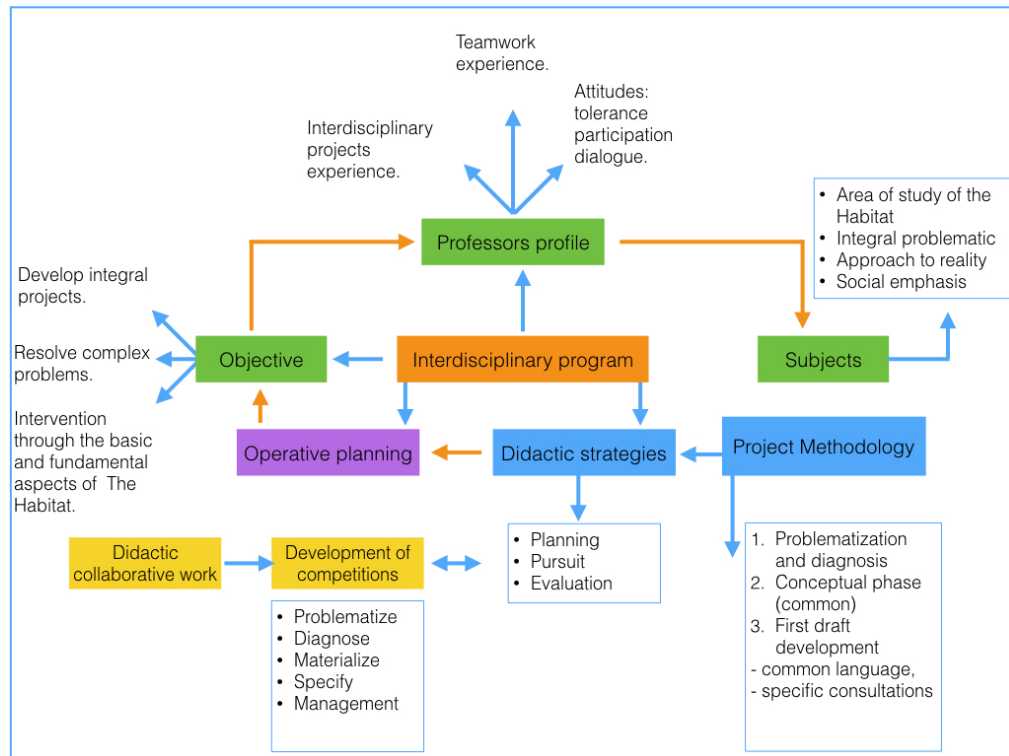 Teamwork
experience.
Attitudes:
tolerance
participation
dialogue.
Interdisciplinary
projects
experience.
• Area of study of the
Habitat
• Integral problematic
• Approach to reality
• Social emphasis
Professors profile
Develop integral
projects.
Resolve complex
problems.
Intervention
through the basic
and fundamental
aspects of The
Habitat.
Objective
Interdisciplinary program
Subjects
Operative planning
Didactic strategies
Project Methodology
Didactic
collaborative work
Development of
competitions
• Planning
• Pursuit
• Evaluation
• Problematize
• Diagnose
• Materialize
• Specify
• Management
1. Problematization
and diagnosis
2. Conceptual phase
(common)
3. First draft
development
- common language,
- specific consultations